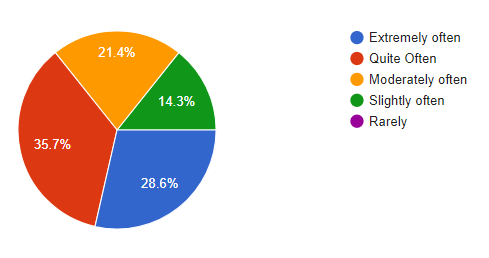 21.4%
14.3%
35.7%
28.6%
Extremely often
Quite Often
Moderately often
Slightly often
Rarely